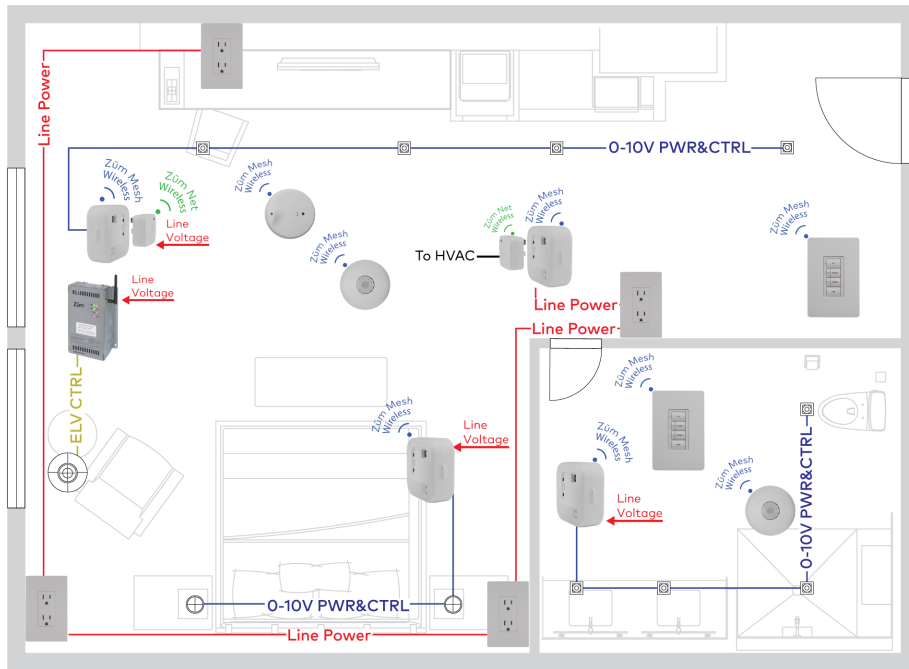 Line Power
0-10V PWR&CTRL
Zūm Mesh
Wireless
Zūm Net
Wireless
Line
Voltage
Zūm Mesh
Wireless
Zūm Mesh
Wireless
Zūm Net
Wireless
Zūm Mesh
Wireless
Zūm Mesh
Wireless
To HVAC
Line
Voltage
Zūm
Line Power
Line Power
ELV CTRL
Zūm Mesh
Wireless
Line
Voltage
Zūm Mesh
Wireless
Zūm Mesh
Wireless
Zūm Mesh
Wireless
Line
Voltage
0-10V PWR&CTRL
0-10V PWR&CTRL
Line Power